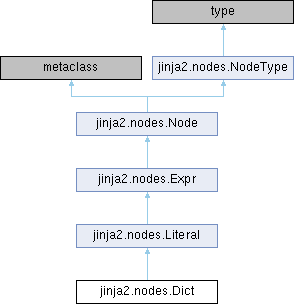 type
metaclass
jinja2.nodes.NodeType
jinja2.nodes.Node
jinja2.nodes.Expr
jinja2.nodes.Literal
jinja2.nodes.Dict